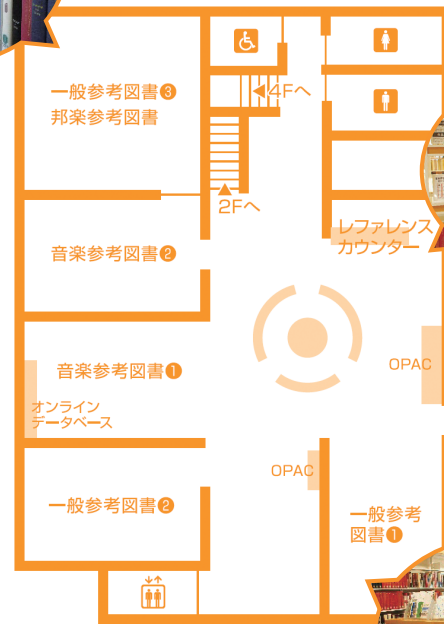 一般参考図書❸
邦楽参考図書
4Fへ
2Fへ
音楽参考図書❷
レファレンス
カウンター
音楽参考図書❶
OPAC
オンライン
データベース
OPAC
一般参考図書❷
一般参考
図書❶